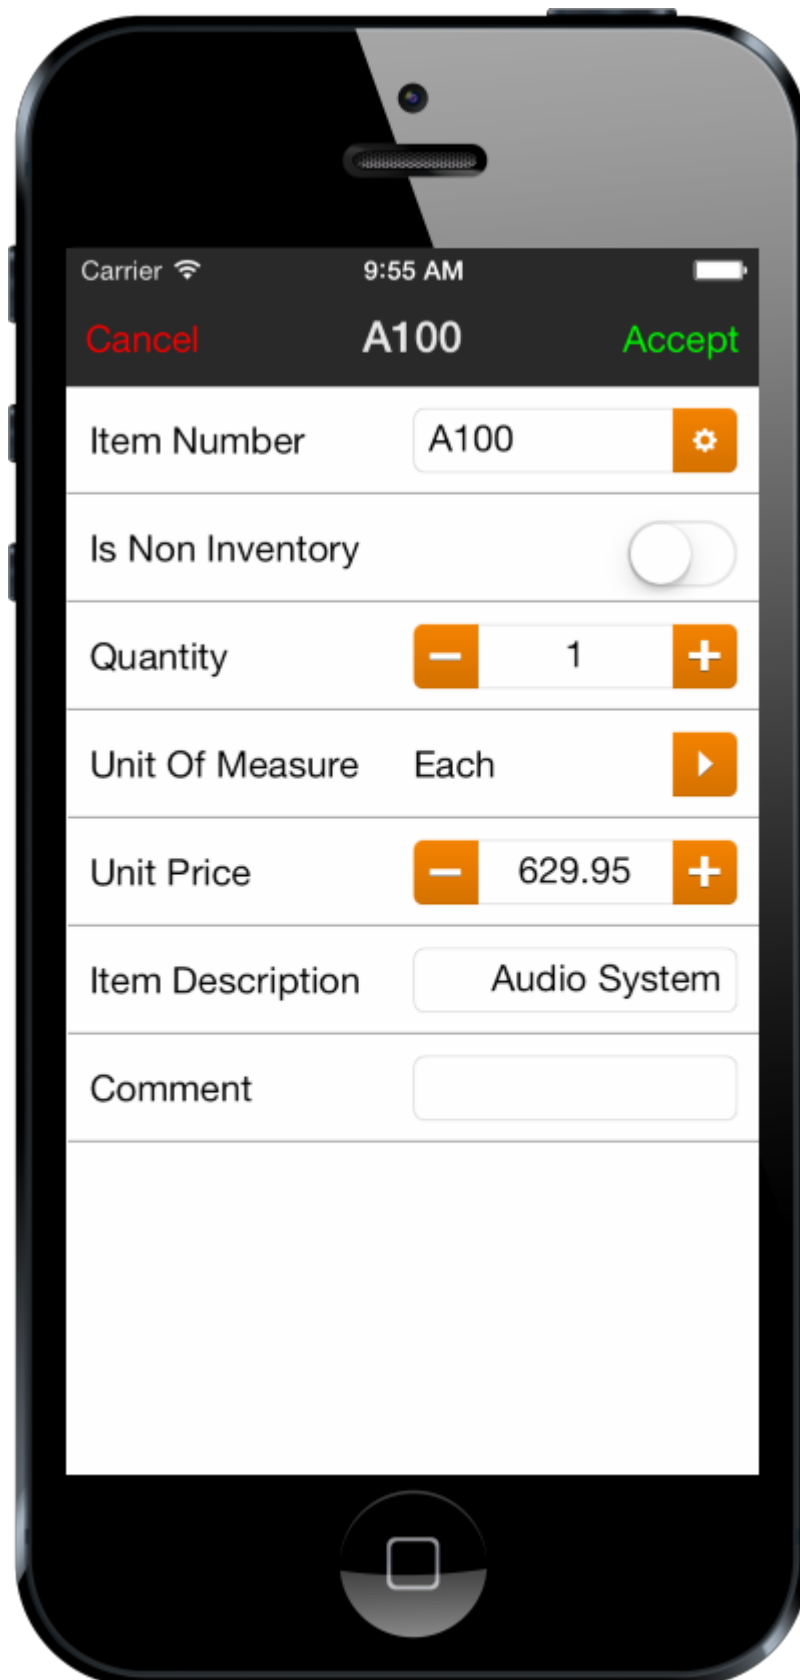 Carrier 9:55 AM
Cancel A100 Accept
Item Number A100
Is Non Inventory
Quantity 1
Unit Of Measure Each
Unit Price 629.95
Item Description Audio System
Comment